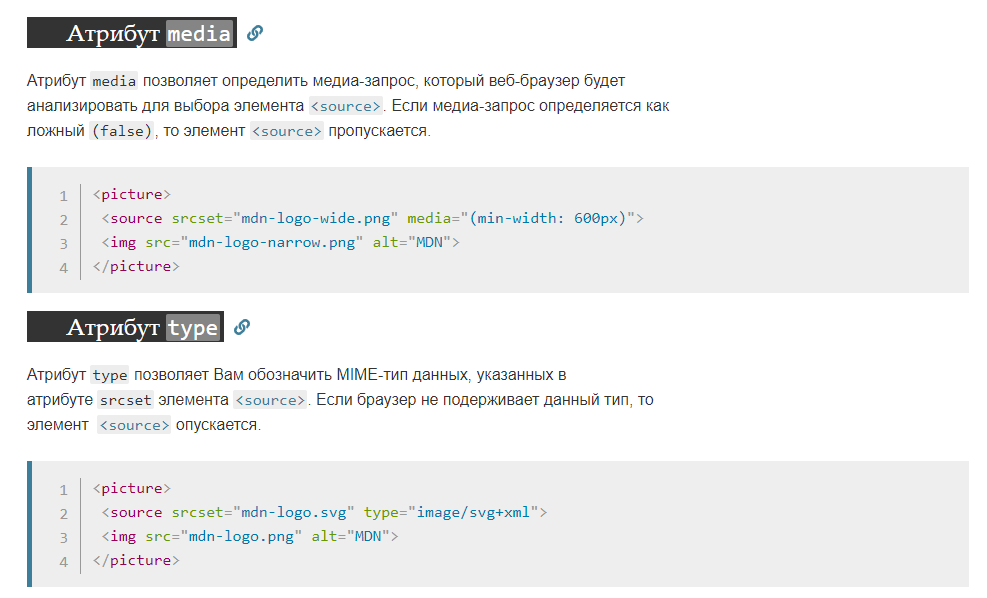 Атрибут media
Атрибут media позволяет определить медиа-запрос, который веб-браузер будет
анализировать для выбора элемента <source>. Если медиа-запрос определяется как
ложный (false), то элемент <source> пропускается.
1 <picture>
2 <source srcset="mdn-logo-wide.png" media="(min-width: 600px)">
3 <img src="mdn-logo-narrow.png" alt="MDN">
4 </picture>
Атрибут type
Атрибут type позволяет Вам обозначить MIME-тип данных, указанных в
атрибуте srcset элемента <source>. Если браузер не подерживает данный тип, то
элемент <source> опускается.
1 <picture>
2 <source srcset="mdn-logo.svg" type="image/svg+xml">
3 <img src="mdn-logo.png" alt="MDN">
4 </picture>